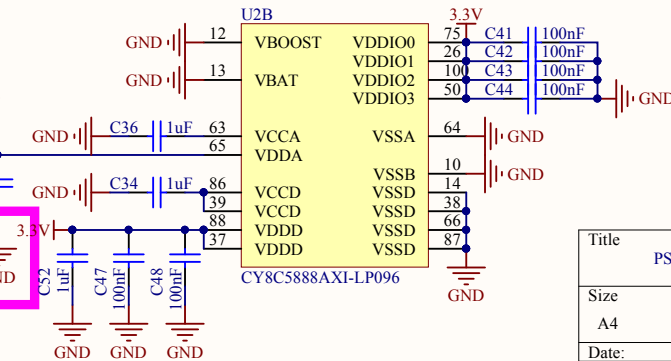 U2B
3.3V
GND 12 VBOOST VDDIO0 75 C41 100nF
VDDIO1 26 C42 100nF
GND 13 VBAT VDDIO2 100 C43 100nF
VDDIO3 50 C44 100nF
GND
GND C36 1uF 63 VCCA VSSA 64 GND
65 VDDA
VSSB 10 GND
GND C34 1uF 86 VCCD VSSD 14
39 VCCD VSSD 38
3.3V 88 VDDD VSSD 66
37 VDDD VSSD 87
ND
C52 1uF
C47 100nF
C48 100nF
CY8C5888AXI-LP096
GND
GND GND GND
Title
PS
Size
A4
Date: